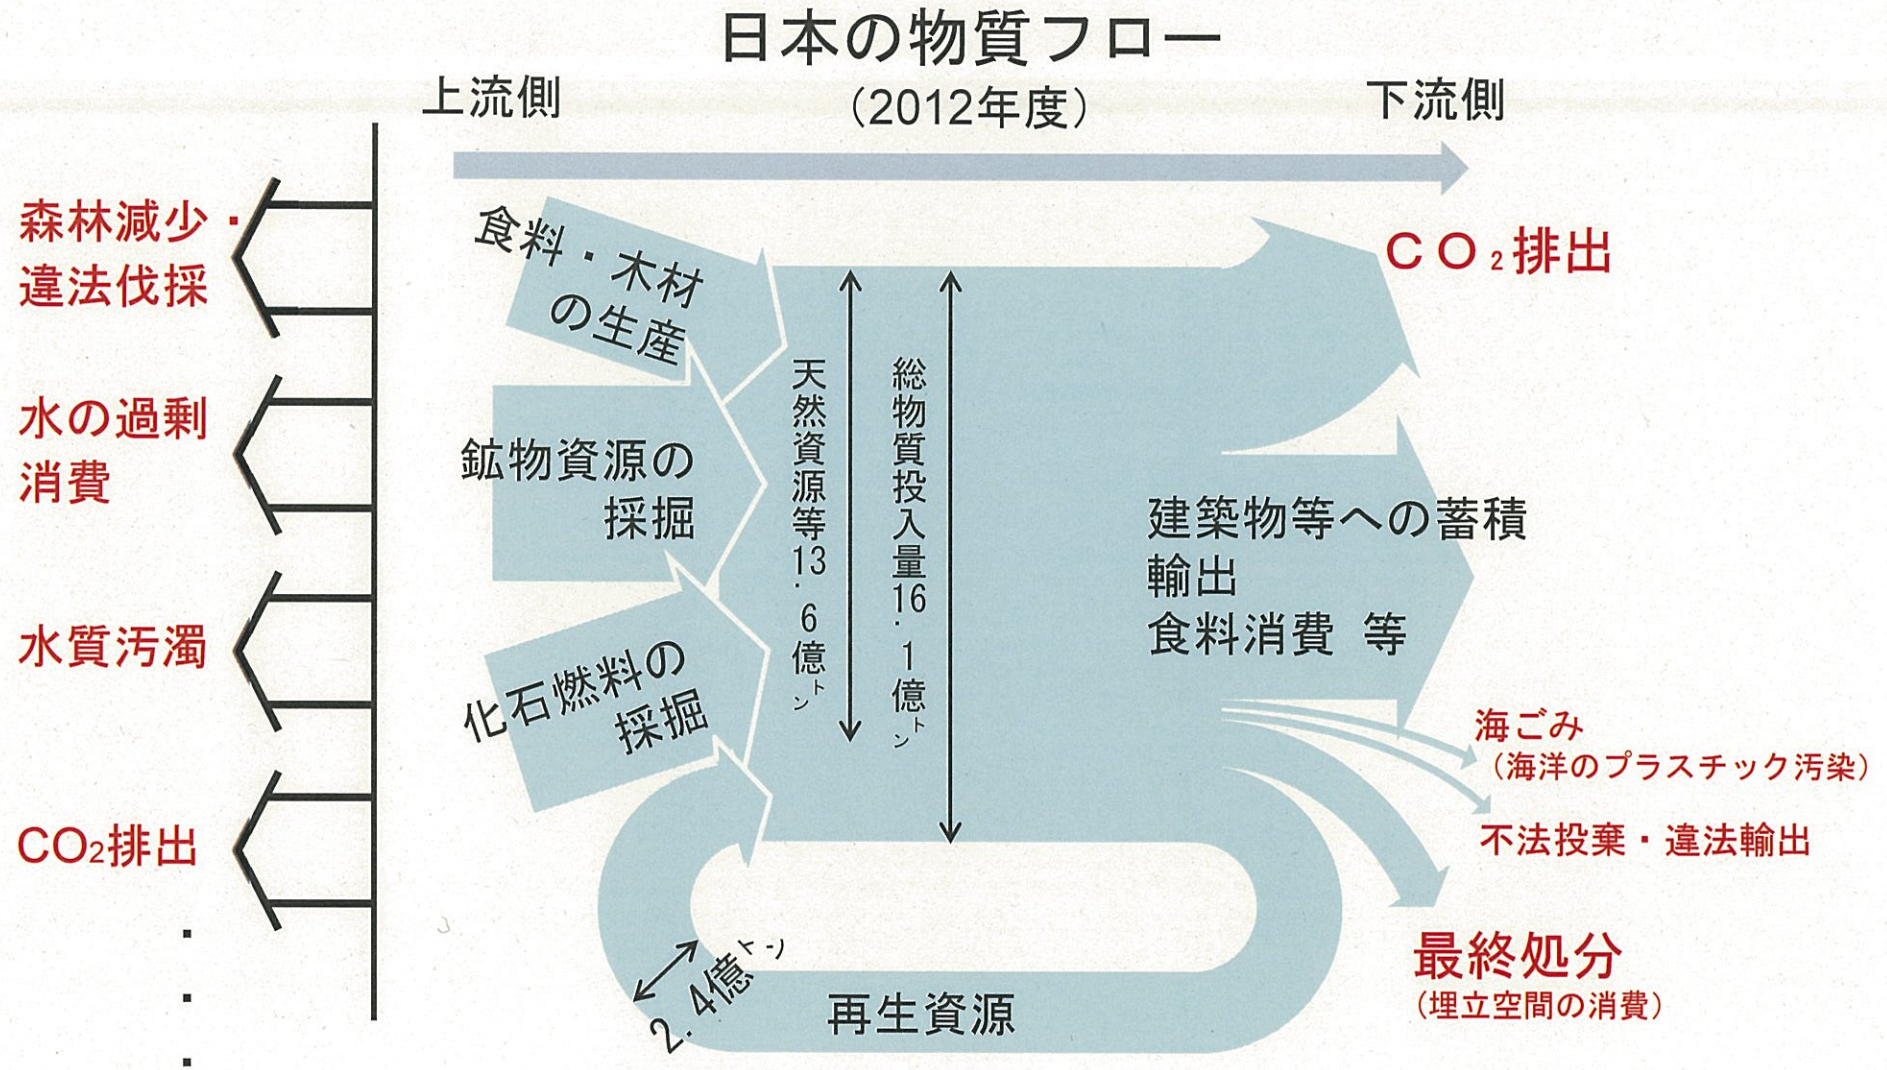 日本の物質フロー
（2012年度）
上流側
下流側
森林減少・
違法伐採
水の過剰
消費
水質汚濁
CO₂排出
・
・
・
食料・木材
の生産
鉱物資源の
採掘
化石燃料の
採掘
天然資源等13．6億トン
総物質投入量16．1億トン
2．4億トン
再生資源
ＣＯ₂排出
建築物等への蓄積
輸出
食料消費 等
海ごみ
（海洋のプラスチック汚染）
不法投棄・違法輸出
最終処分
（埋立空間の消費）